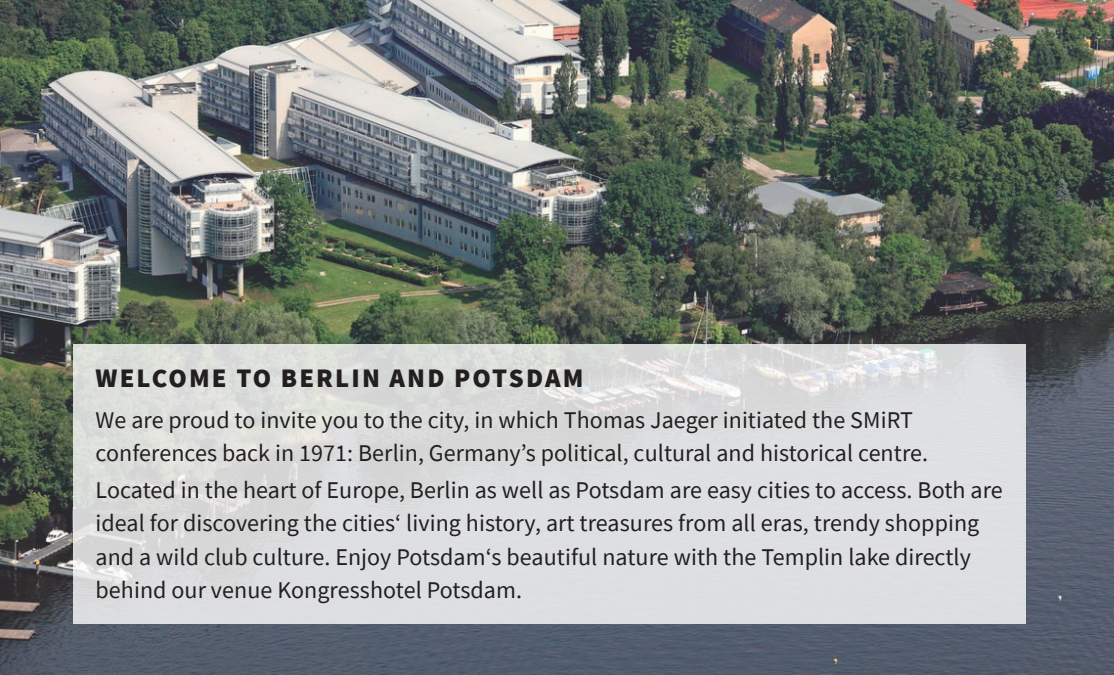 WELCOME TO BERLIN AND POTSDAM
We are proud to invite you to the city, in which Thomas Jaeger initiated the SMiRT
conferences back in 1971: Berlin, Germany’s political, cultural and historical centre.
Located in the heart of Europe, Berlin as well as Potsdam are easy cities to access. Both are
ideal for discovering the cities‘ living history, art treasures from all eras, trendy shopping
and a wild club culture. Enjoy Potsdam‘s beautiful nature with the Templin lake directly
behind our venue Kongresshotel Potsdam.